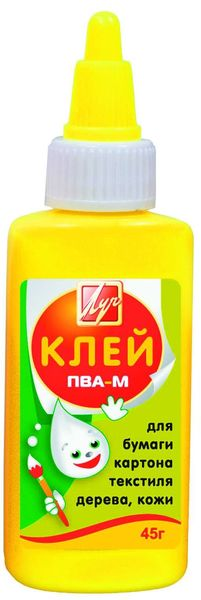 Луч
КЛЕЙ
ПВА-М
для
бумаги
картона
текстиля
дерева, кожи
45г